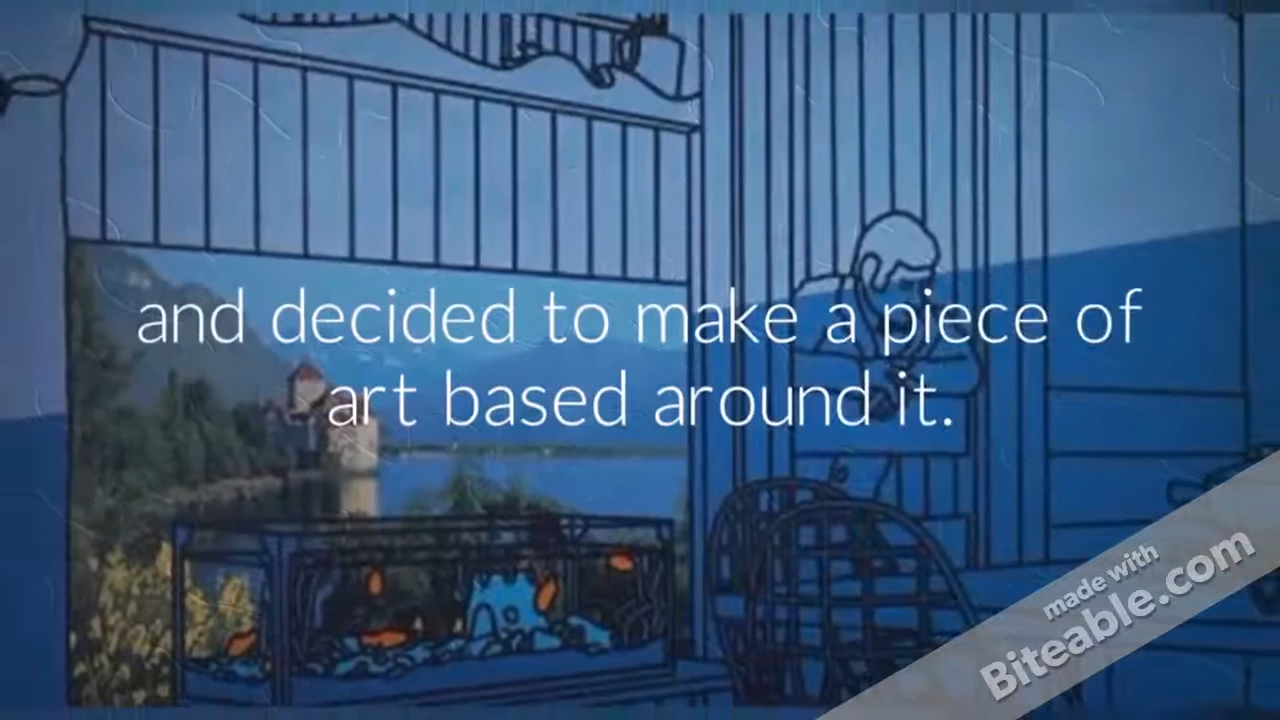 and decided to make a piece of
art based around it.
made with
Biteable.com